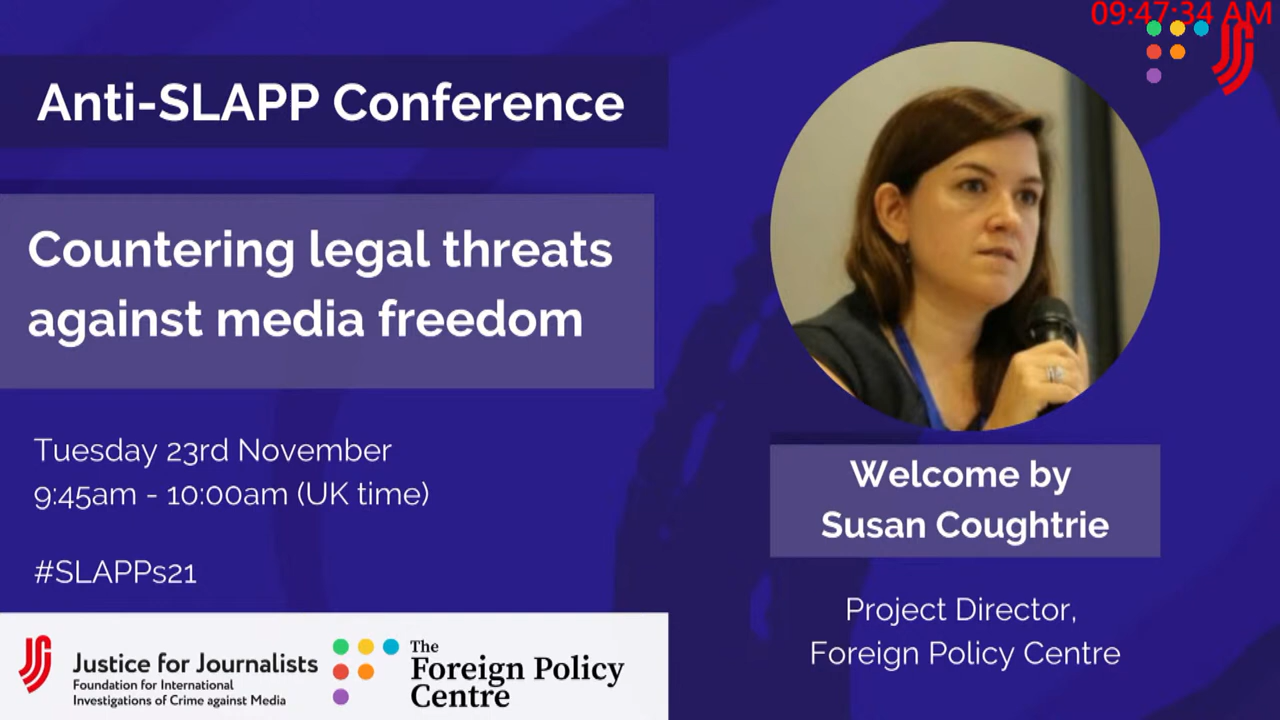 09:47:34 AM
Anti-SLAPP Conference
Countering legal threats
against media freedom
Tuesday 23rd November
9:45am - 10:00am (UK time)
#SLAPPs21
Justice for Journalists
Foundation for International
Investigations of Crime against Media
The
Foreign Policy
Centre
Welcome by
Susan Coughtrie
Project Director,
Foreign Policy Centre